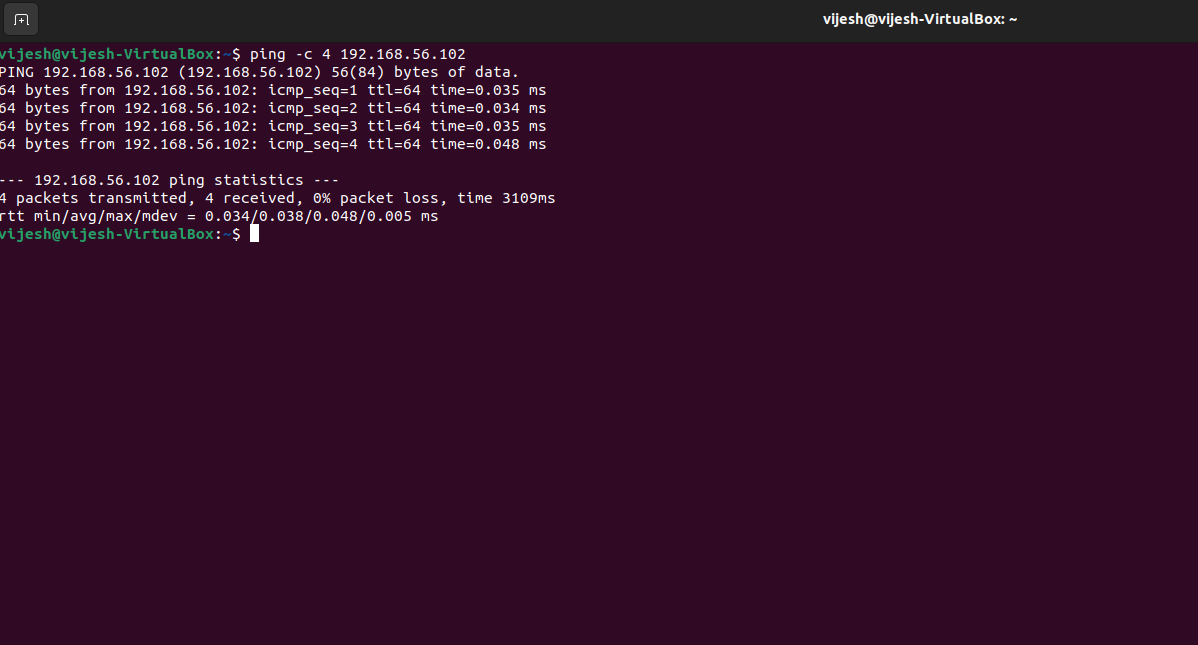 vijesh@vijesh-VirtualBox: ~
vijesh@vijesh-VirtualBox:~$ ping -c 4 192.168.56.102
PING 192.168.56.102 (192.168.56.102) 56(84) bytes of data.
64 bytes from 192.168.56.102: icmp_seq=1 ttl=64 time=0.035 ms
64 bytes from 192.168.56.102: icmp_seq=2 ttl=64 time=0.034 ms
64 bytes from 192.168.56.102: icmp_seq=3 ttl=64 time=0.035 ms
64 bytes from 192.168.56.102: icmp_seq=4 ttl=64 time=0.048 ms
--- 192.168.56.102 ping statistics ---
4 packets transmitted, 4 received, 0% packet loss, time 3109ms
rtt min/avg/max/mdev = 0.034/0.038/0.048/0.005 ms
vijesh@vijesh-VirtualBox:~$